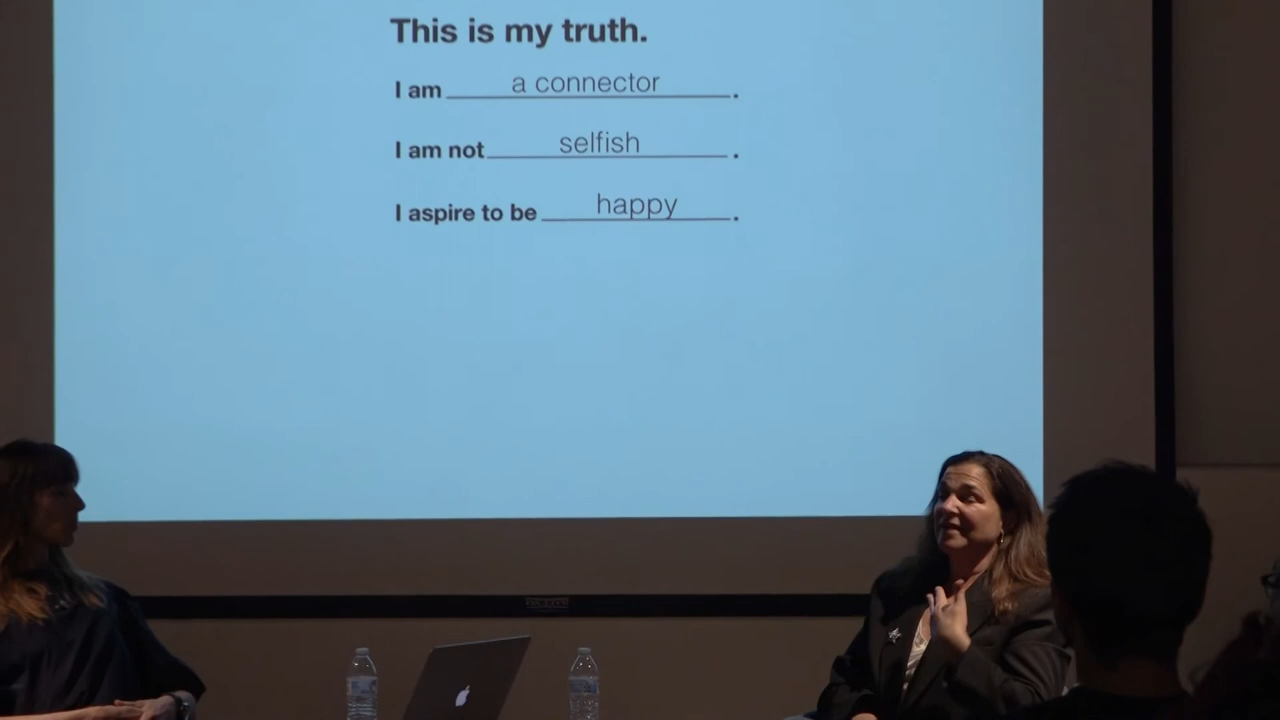 This is my truth.
I am a connector.
I am not selfish.
I aspire to be happy.